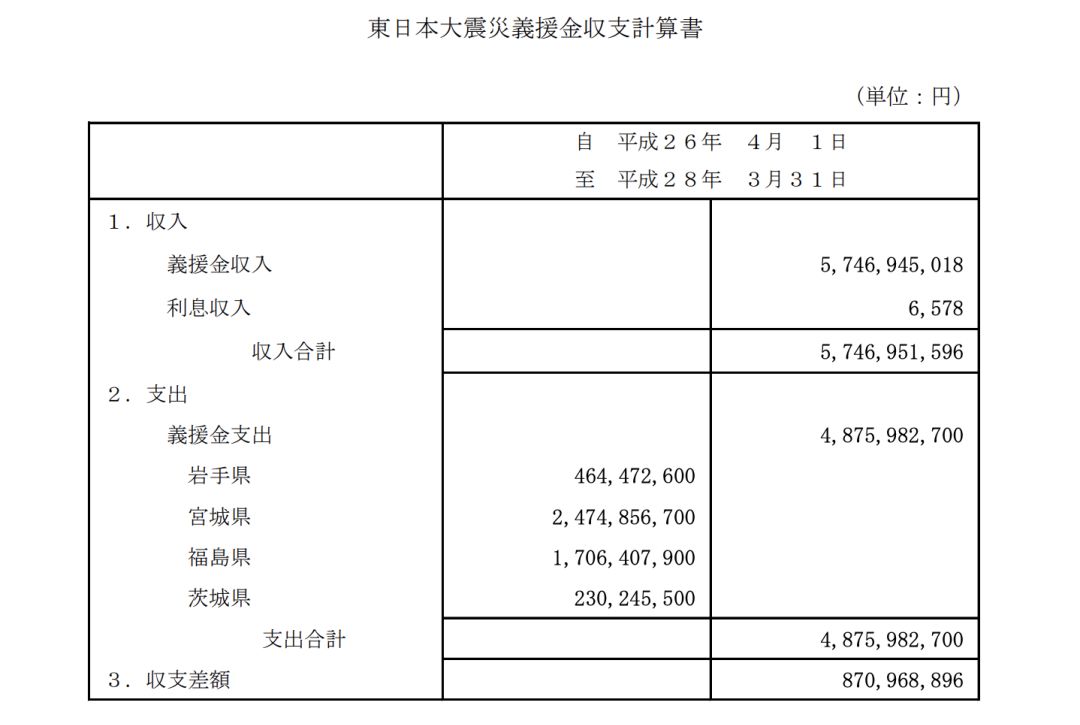 東日本大震災義援金収支計算書
（単位：円）
自　平成２６年　４月　１日
至　平成２８年　３月３１日
１．収入
義援金収入　5,746,945,018
利息収入　6,578
収入合計　5,746,951,596
２．支出
義援金支出　4,875,982,700
岩手県　464,472,600
宮城県　2,474,856,700
福島県　1,706,407,900
茨城県　230,245,500
支出合計　4,875,982,700
３．収支差額　870,968,896